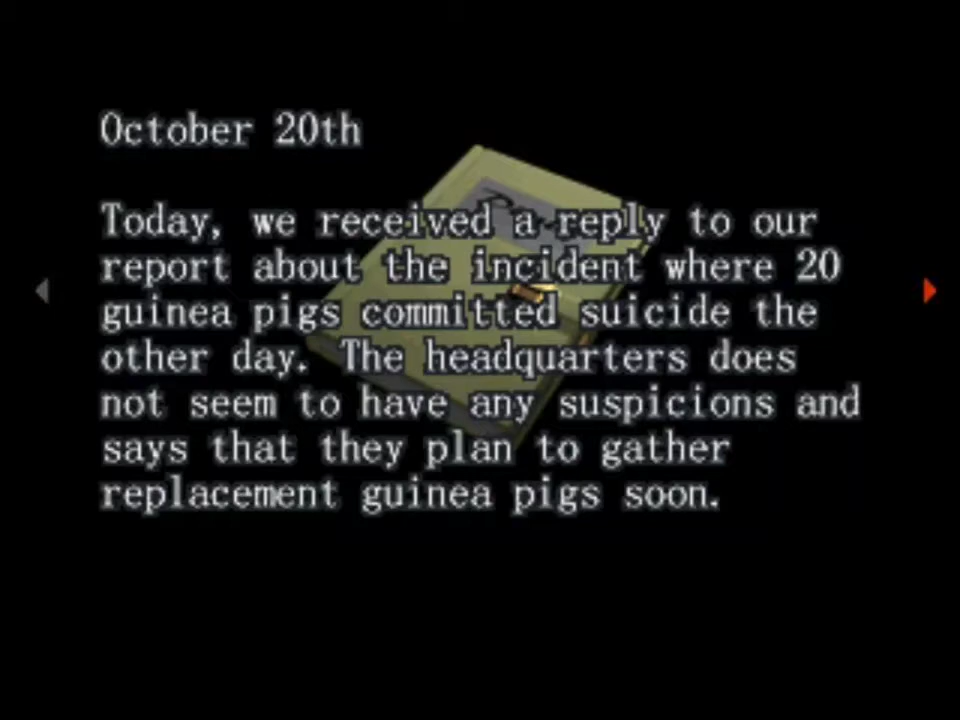 October 20th
Today, we received a reply to our
report about the incident where 20
guinea pigs committed suicide the
other day. The headquarters does
not seem to have any suspicions and
says that they plan to gather
replacement guinea pigs soon.